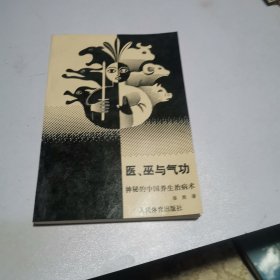 医、巫与气功
神秘的中国养生治病术
人民体育出版社